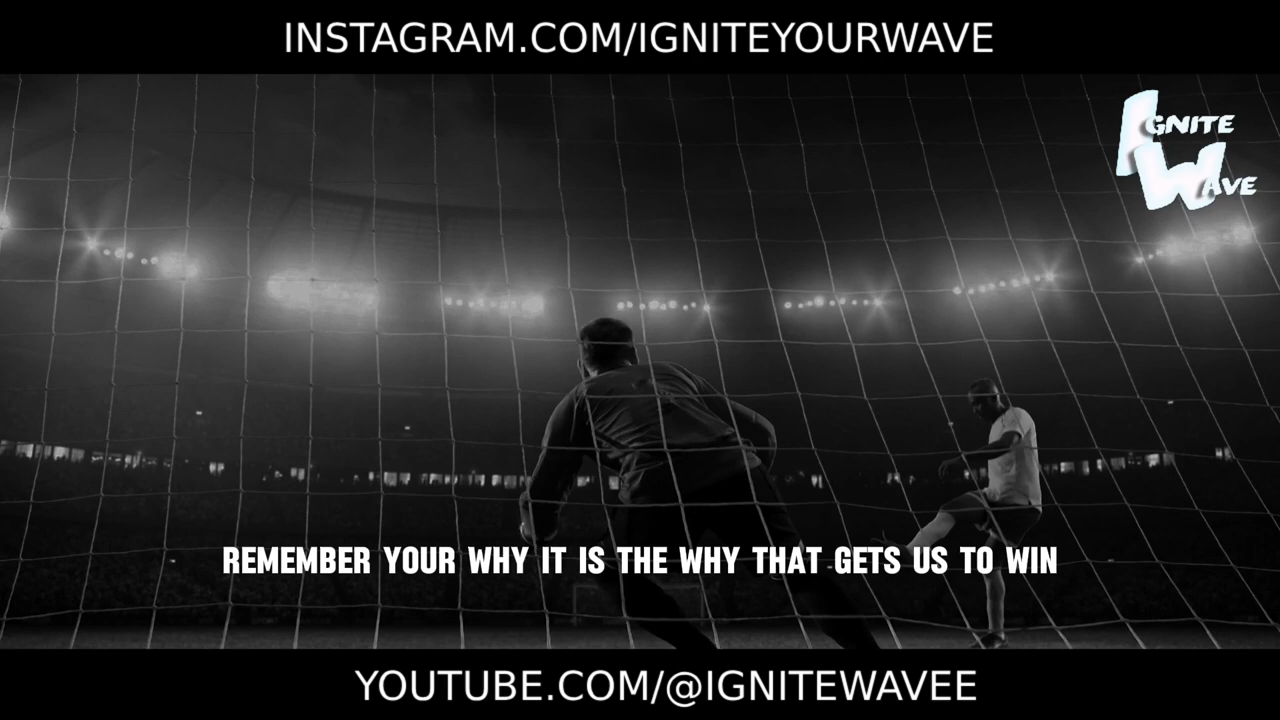 INSTAGRAM.COM/IGNITEYOURWAVE
IGNITE
WAVE
REMEMBER YOUR WHY IT IS THE WHY THAT GETS US TO WIN
YOUTUBE.COM/@IGNITEWAVEE